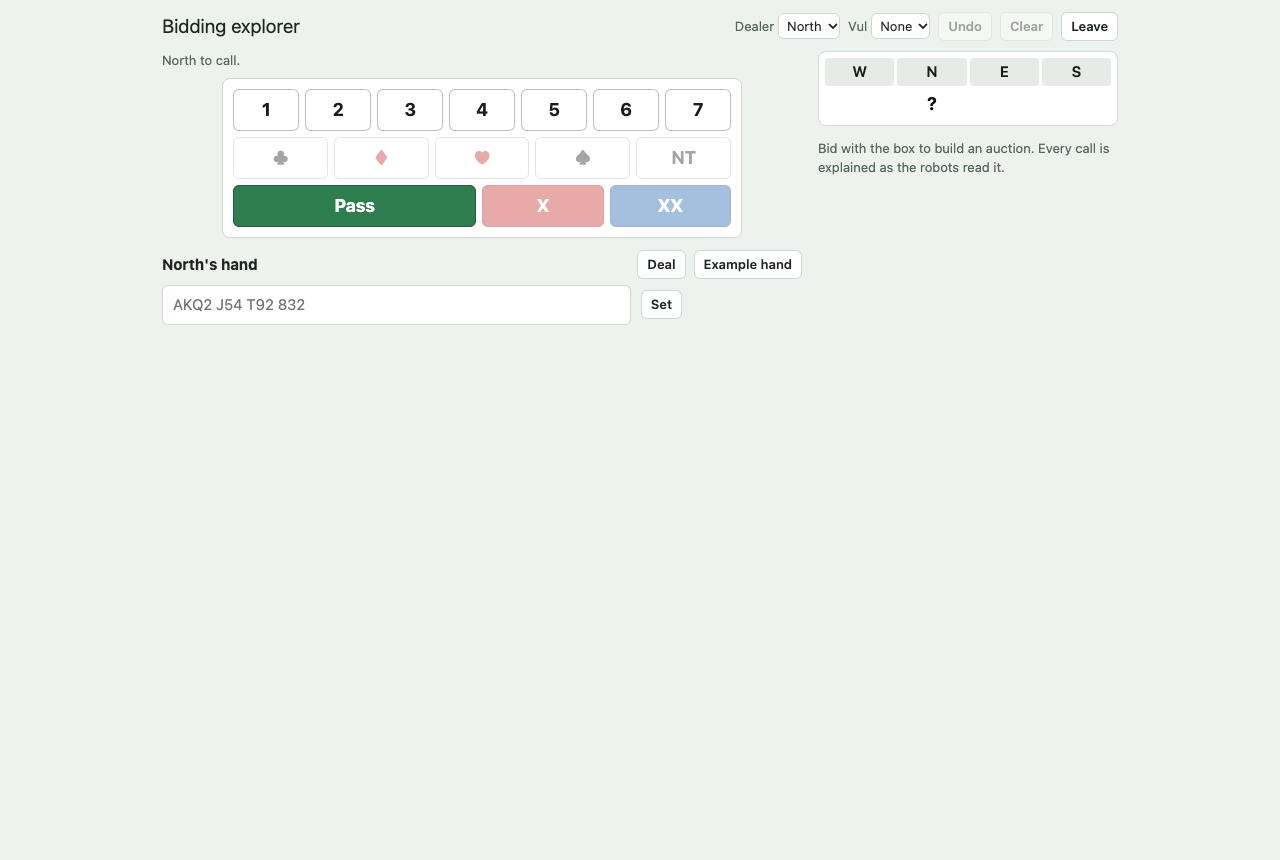 Bidding explorer
Dealer North Vul None Undo Clear Leave
North to call.
1 2 3 4 5 6 7
♣ ♦ ♥ ♠ NT
Pass X XX
W N E S
?
Bid with the box to build an auction. Every call is
explained as the robots read it.
North's hand
Deal Example hand
AKQ2 J54 T92 832
Set